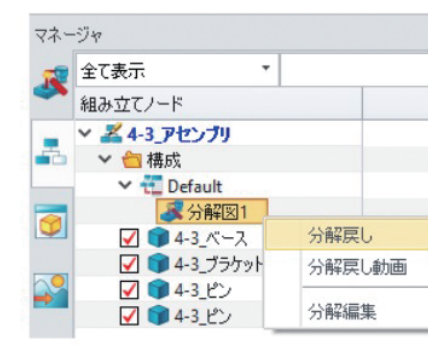 マネージャ
全て表示
組み立てノード
4-3_アセンブリ
構成
Default
分解図1
4-3_ベース
分解戻し
4-3_ブラケット
分解戻し動画
4-3_ピン
4-3_ピン
分解編集